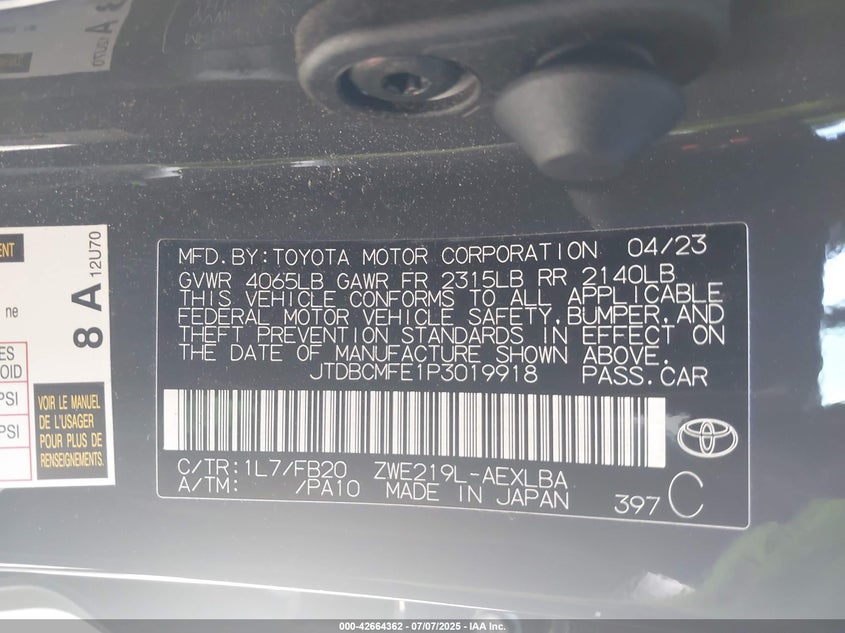 MFD. BY: TOYOTA MOTOR CORPORATION 04/23
GVWR 4065LB GAWR FR 2315LB RR 2140LB
THIS VEHICLE CONFORMS TO ALL APPLICABLE
FEDERAL MOTOR VEHICLE SAFETY, BUMPER, AND
THEFT PREVENTION STANDARDS IN EFFECT ON
THE DATE OF MANUFACTURE SHOWN ABOVE.
JTDBCMFE1P3019918 PASS. CAR
C/TR: 1L7/FB20 ZWE219L-AEXLBA
A/TM: /PA10 MADE IN JAPAN
397 C
ne
PSI
PSI
8 A 12U70
VOIR LE MANUEL
DE L'USAGER
POUR PLUS DE
RENSEIGNEMENTS
000-42664362 - 07/07/2025 - IAA Inc.